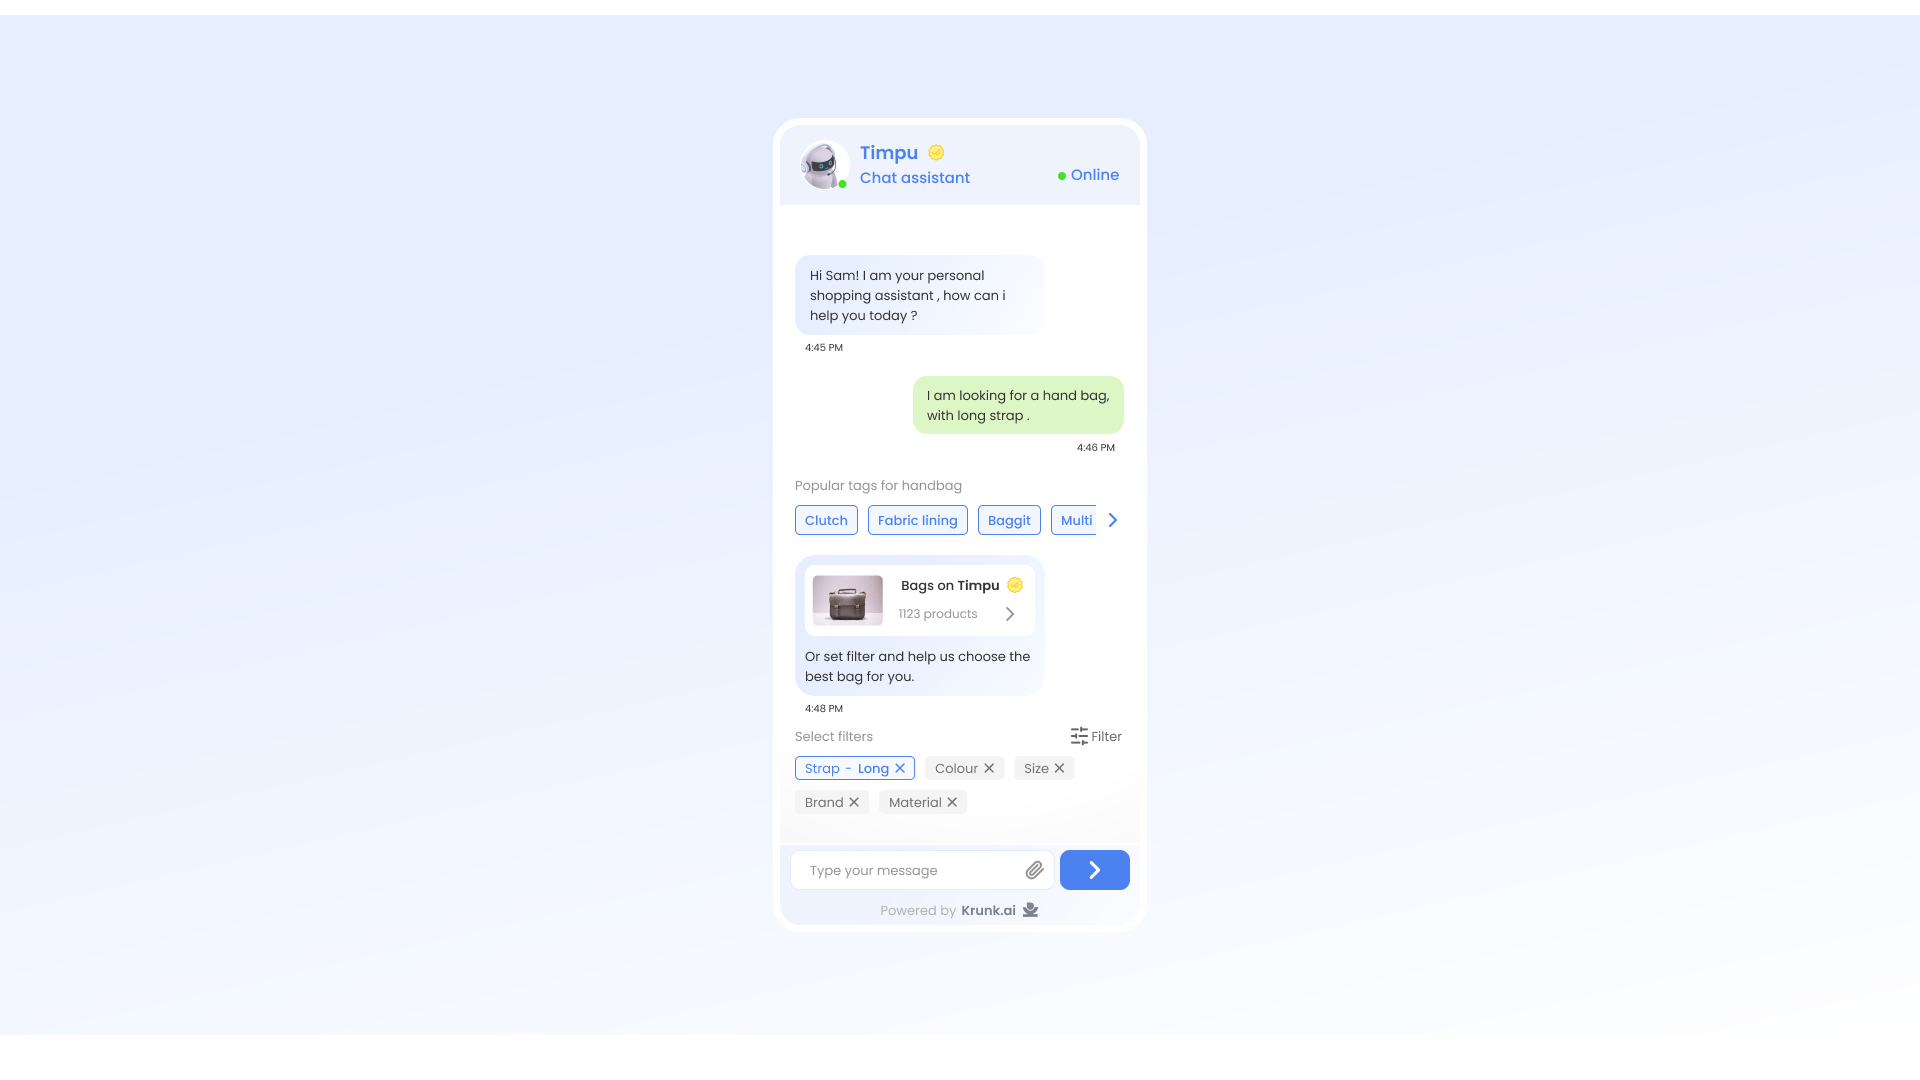 Timpu
Chat assistant
Online
Hi Sam! I am your personal
shopping assistant , how can i
help you today ?
4:45 PM
I am looking for a hand bag,
with long strap .
4:46 PM
Popular tags for handbag
Clutch Fabric lining Baggit Multi
Bags on Timpu
1123 products
Or set filter and help us choose the
best bag for you.
4:48 PM
Select filters Filter
Strap - Long Colour Size
Brand Material
Type your message
Powered by Krunk.ai